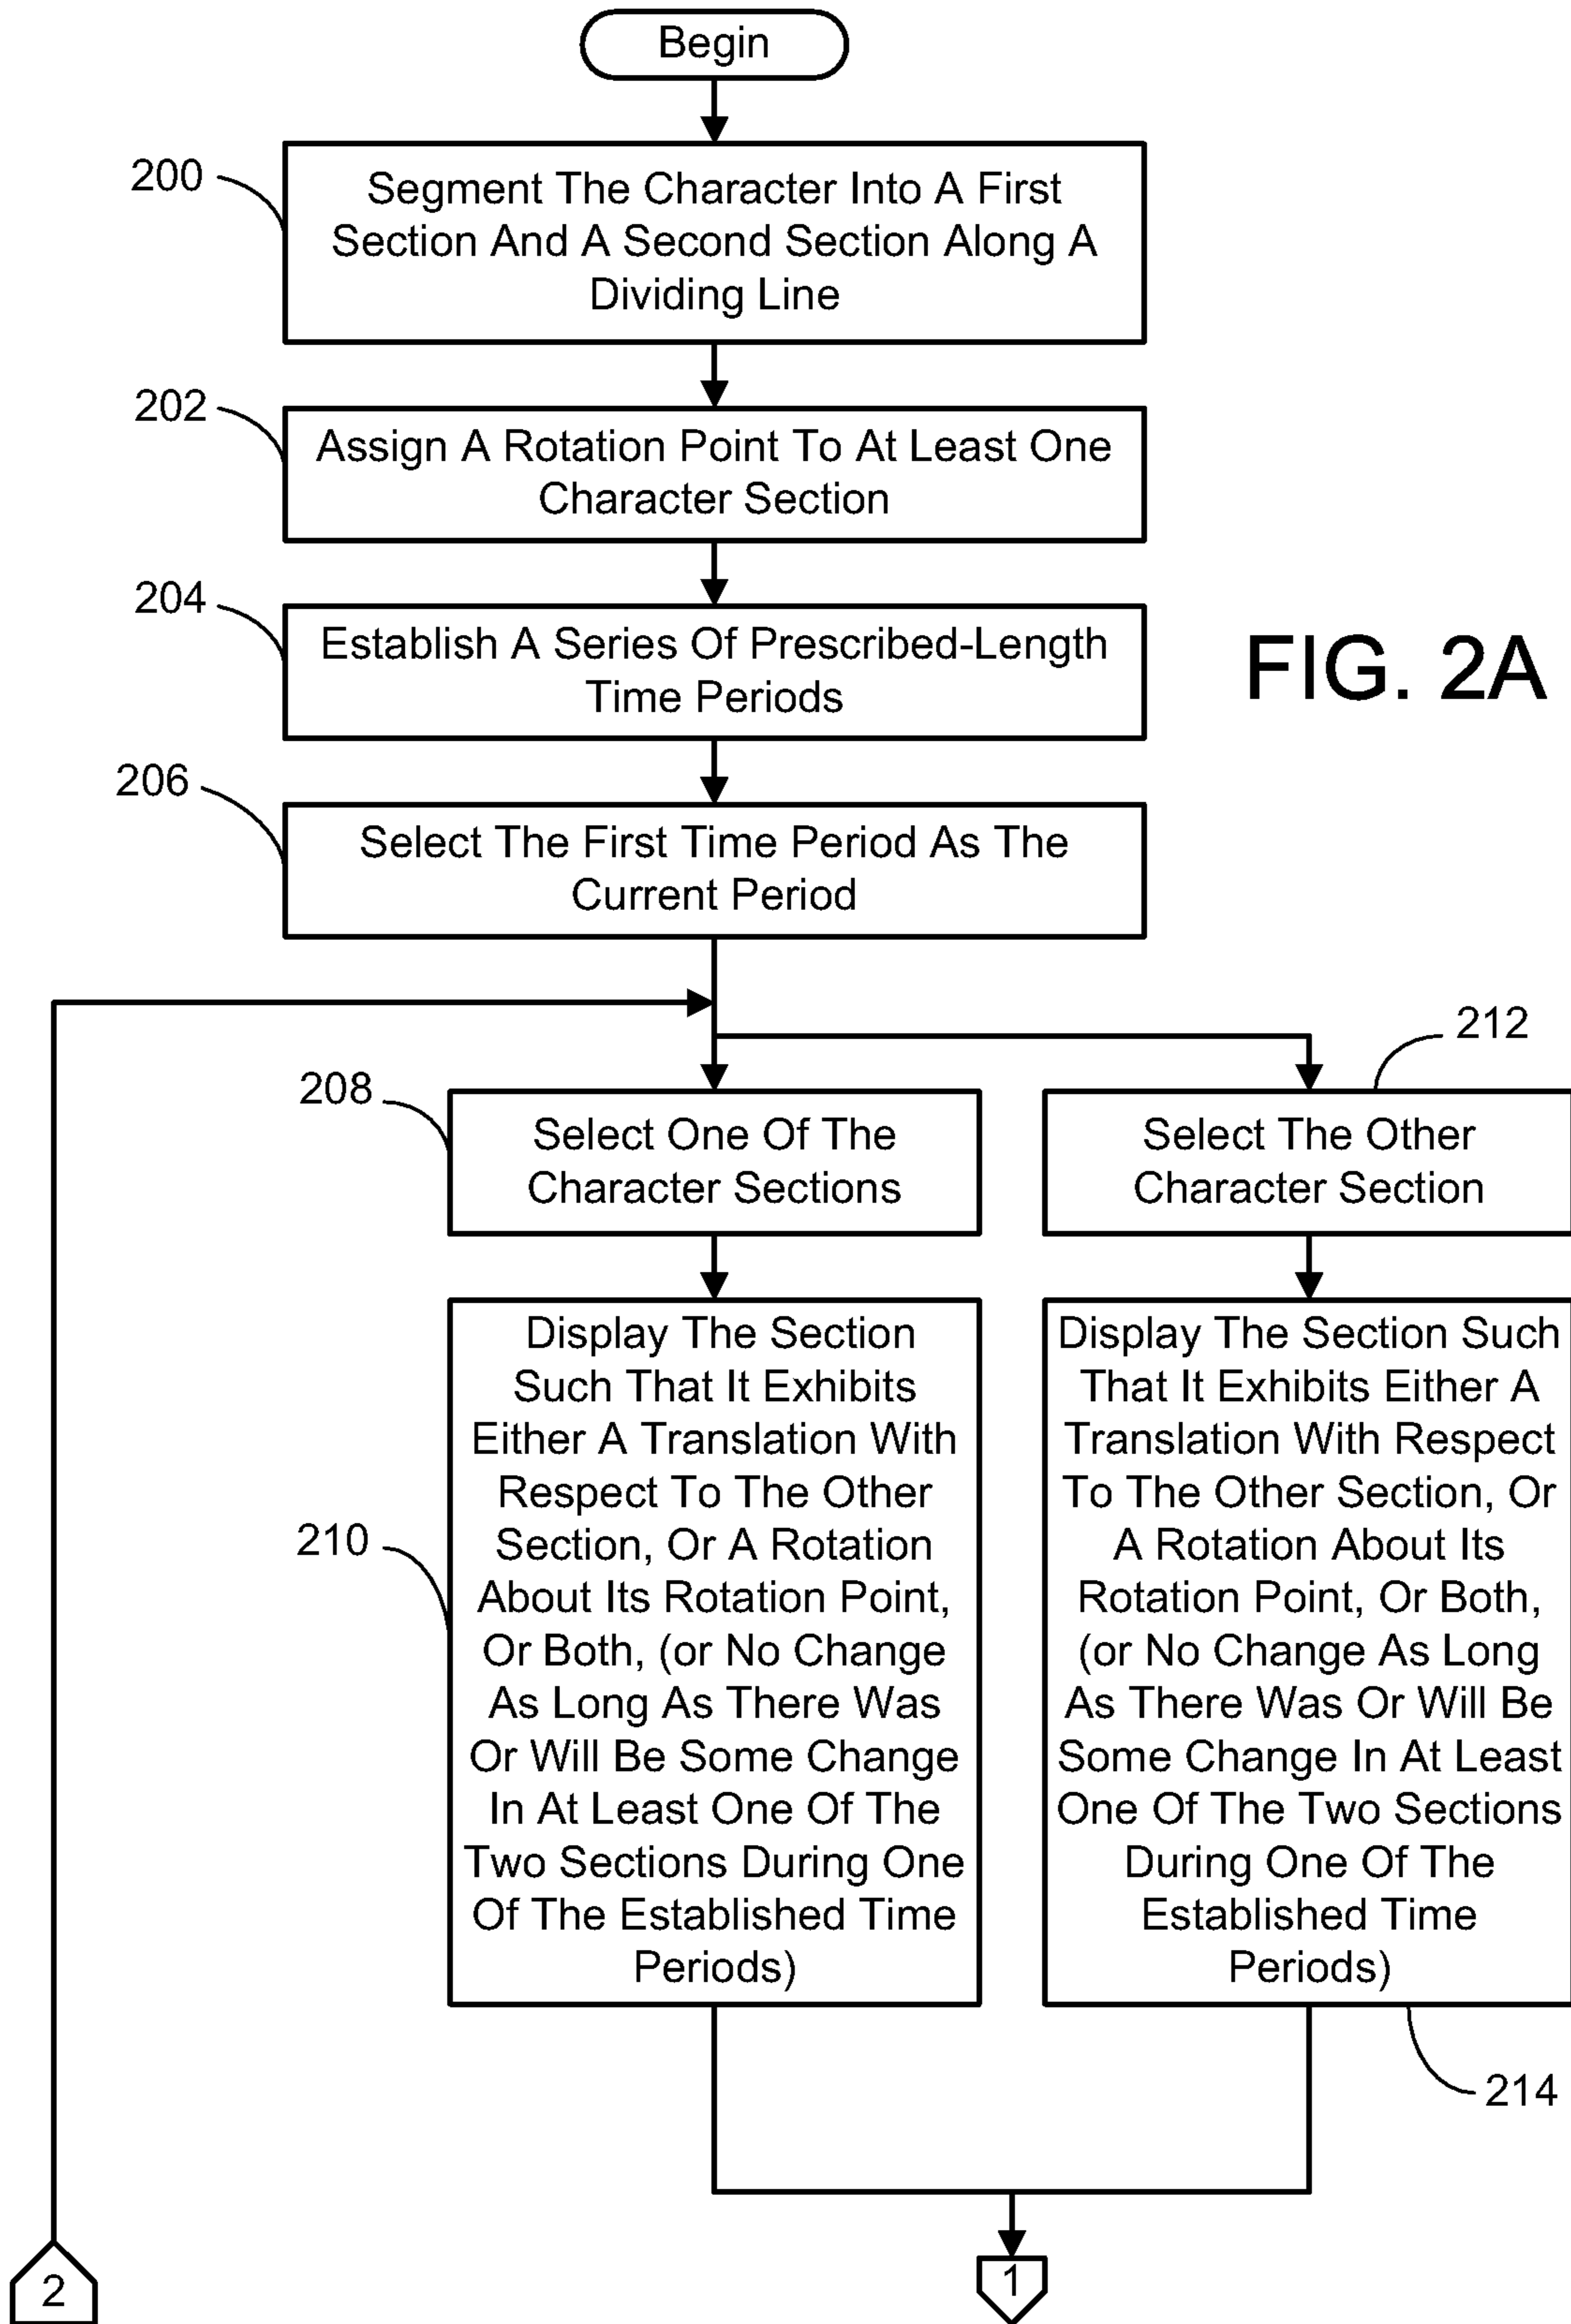 Begin
200
Segment The Character Into A First
Section And A Second Section Along A
Dividing Line
202
Assign A Rotation Point To At Least One
Character Section
204
Establish A Series Of Prescribed-Length
Time Periods
FIG. 2A
206
Select The First Time Period As The
Current Period
208
Select One Of The
Character Sections
212
Select The Other
Character Section
210
Display The Section
Such That It Exhibits
Either A Translation With
Respect To The Other
Section, Or A Rotation
About Its Rotation Point,
Or Both, (or No Change
As Long As There Was
Or Will Be Some Change
In At Least One Of The
Two Sections During One
Of The Established Time
Periods)
Display The Section Such
That It Exhibits Either A
Translation With Respect
To The Other Section, Or
A Rotation About Its
Rotation Point, Or Both,
(or No Change As Long
As There Was Or Will Be
Some Change In At Least
One Of The Two Sections
During One Of The
Established Time
Periods)
214
2
1